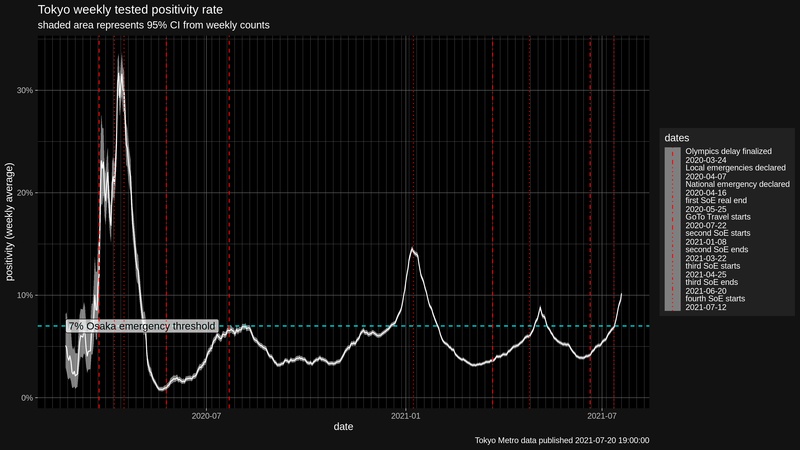 Tokyo weekly tested positivity rate
shaded area represents 95% CI from weekly counts
positivity (weekly average)
30%
20%
10%
0%
7% Osaka emergency threshold
2020-07
2021-01
2021-07
date
dates
Olympics delay finalized
2020-03-24
Local emergencies declared
2020-04-07
National emergency declared
2020-04-16
first SoE real end
2020-05-25
GoTo Travel starts
2020-07-22
second SoE starts
2021-01-08
second SoE ends
2021-03-22
third SoE starts
2021-04-25
third SoE ends
2021-06-20
fourth SoE starts
2021-07-12
Tokyo Metro data published 2021-07-20 19:00:00